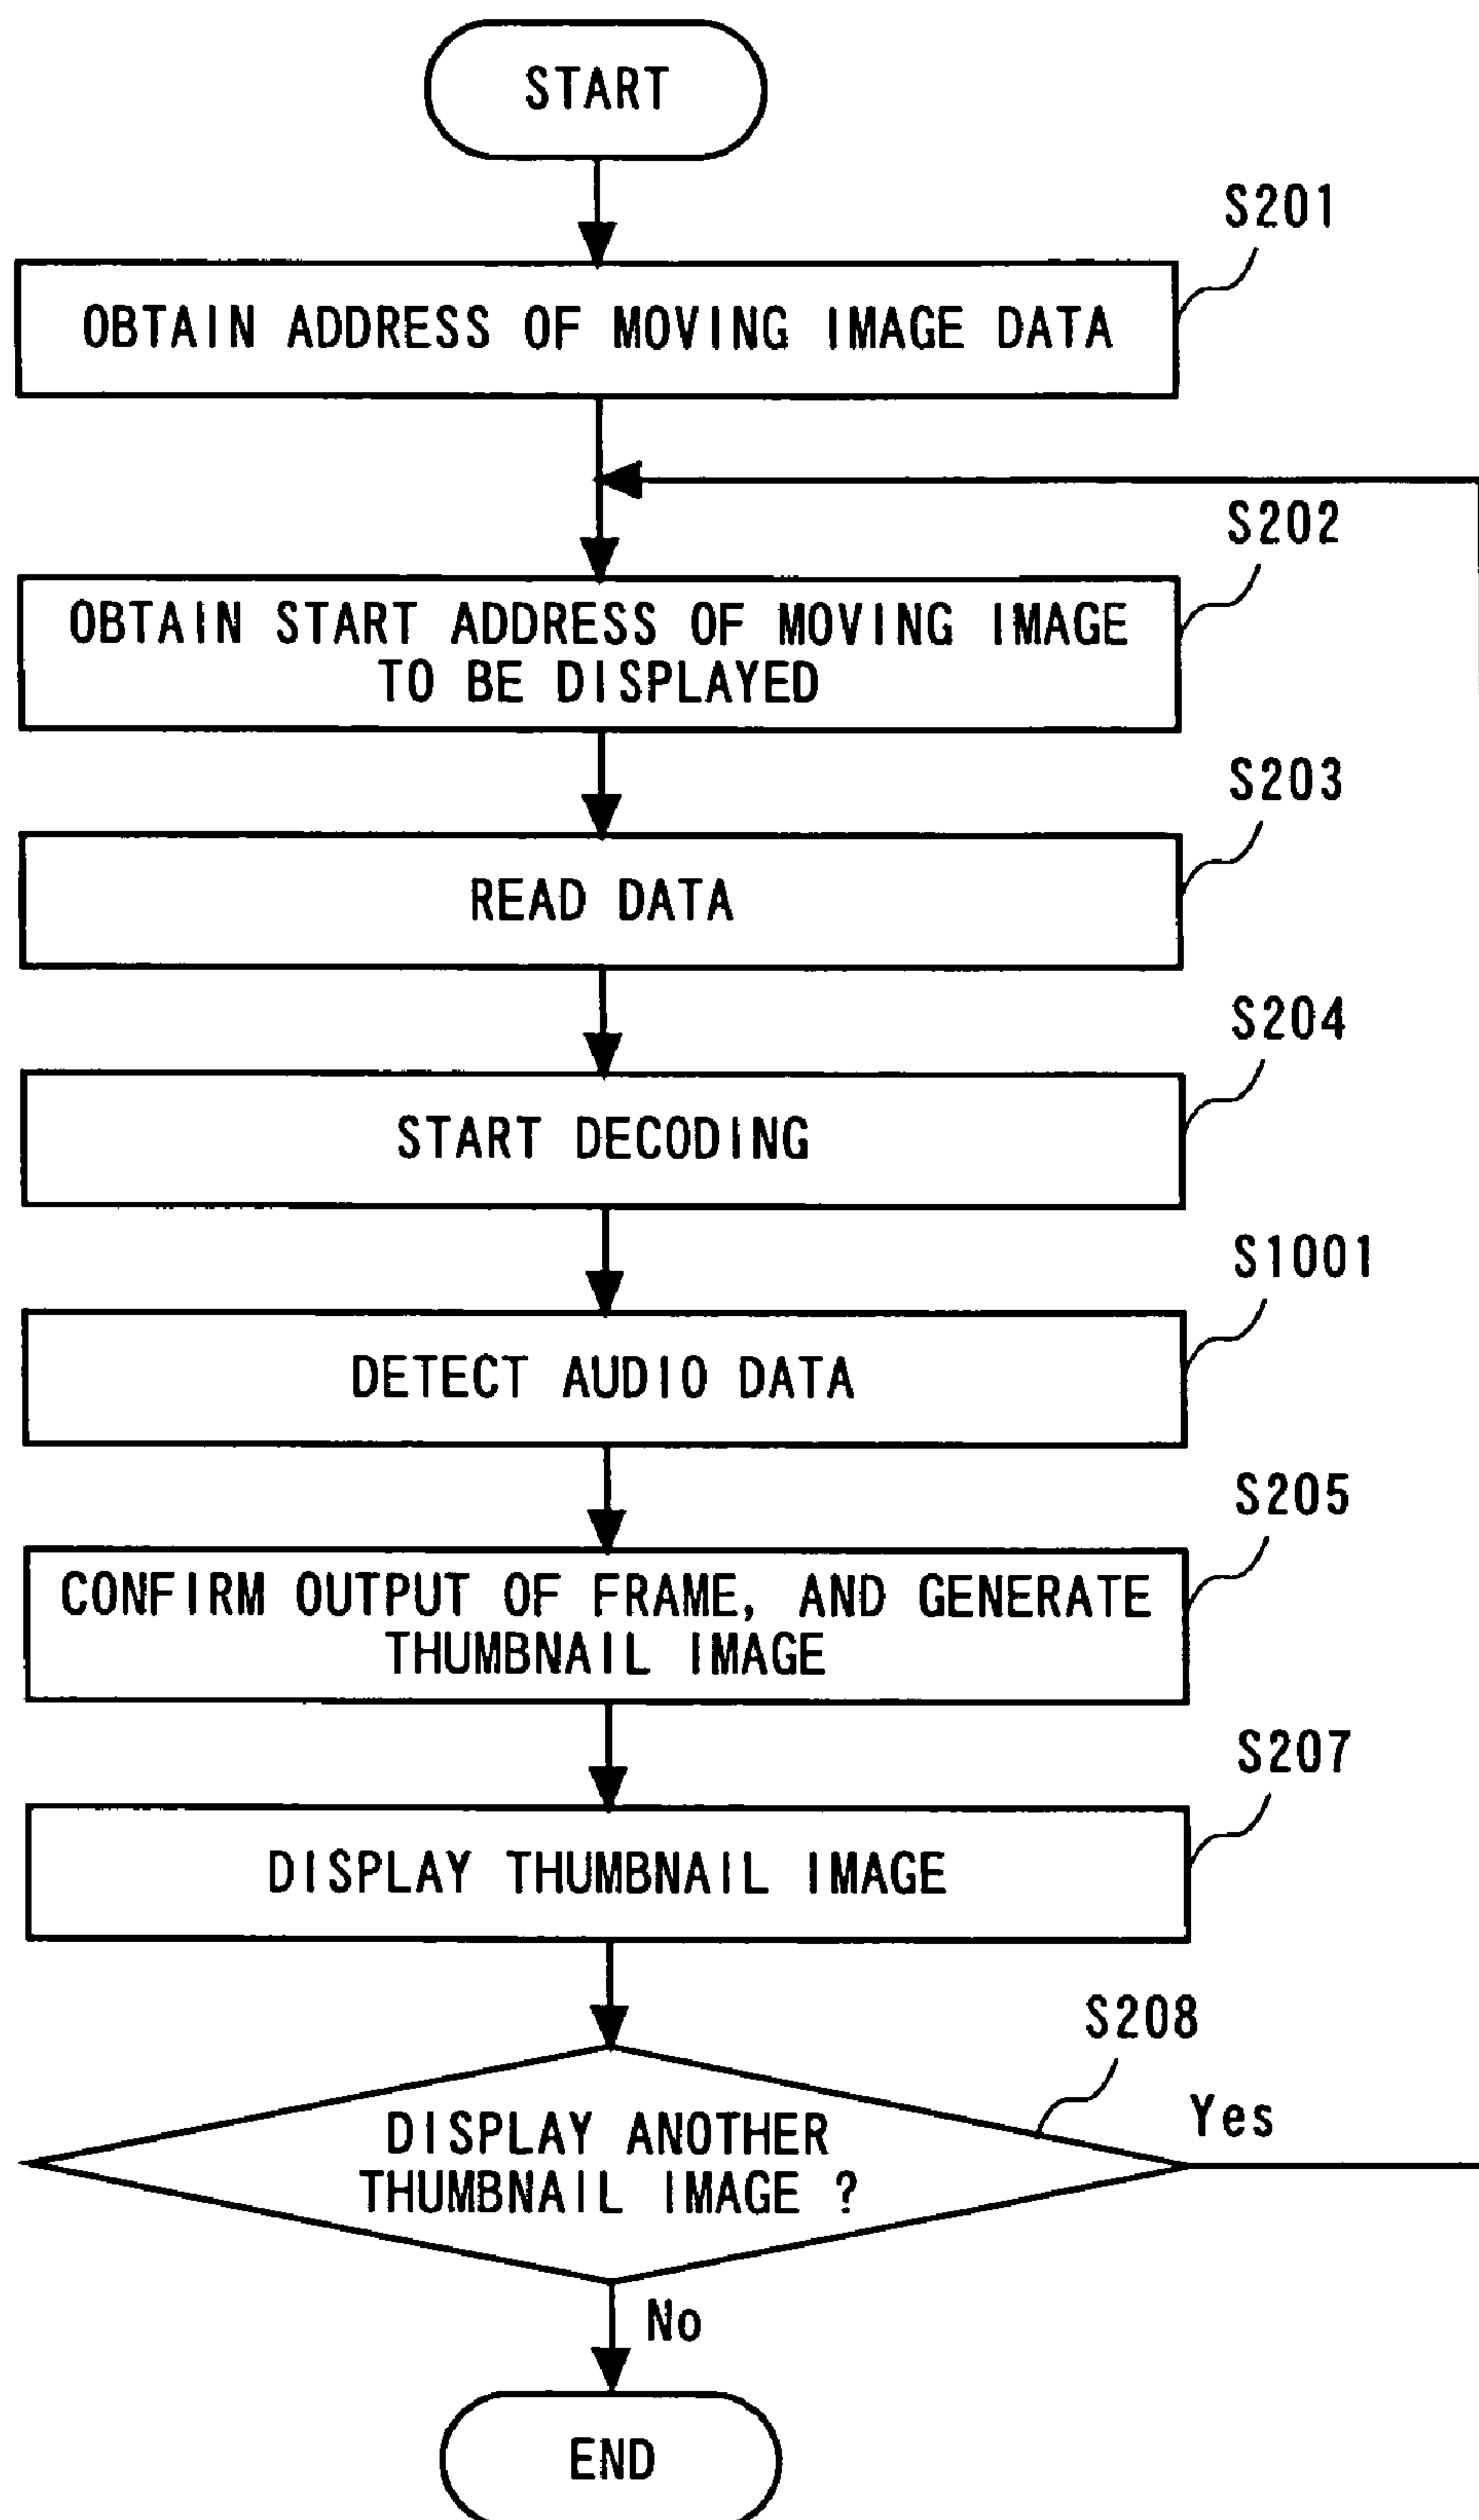 START
S201
OBTAIN ADDRESS OF MOVING IMAGE DATA
S202
OBTAIN START ADDRESS OF MOVING IMAGE
TO BE DISPLAYED
S203
READ DATA
S204
START DECODING
S1001
DETECT AUDIO DATA
S205
CONFIRM OUTPUT OF FRAME, AND GENERATE
THUMBNAIL IMAGE
S207
DISPLAY THUMBNAIL IMAGE
S208
DISPLAY ANOTHER
THUMBNAIL IMAGE ?
Yes
No
END